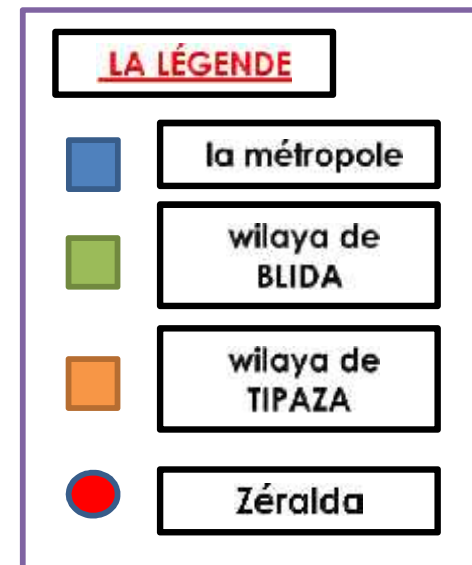 LA LÉGENDE
la métropole
wilaya de
BLIDA
wilaya de
TIPAZA
Zéralda